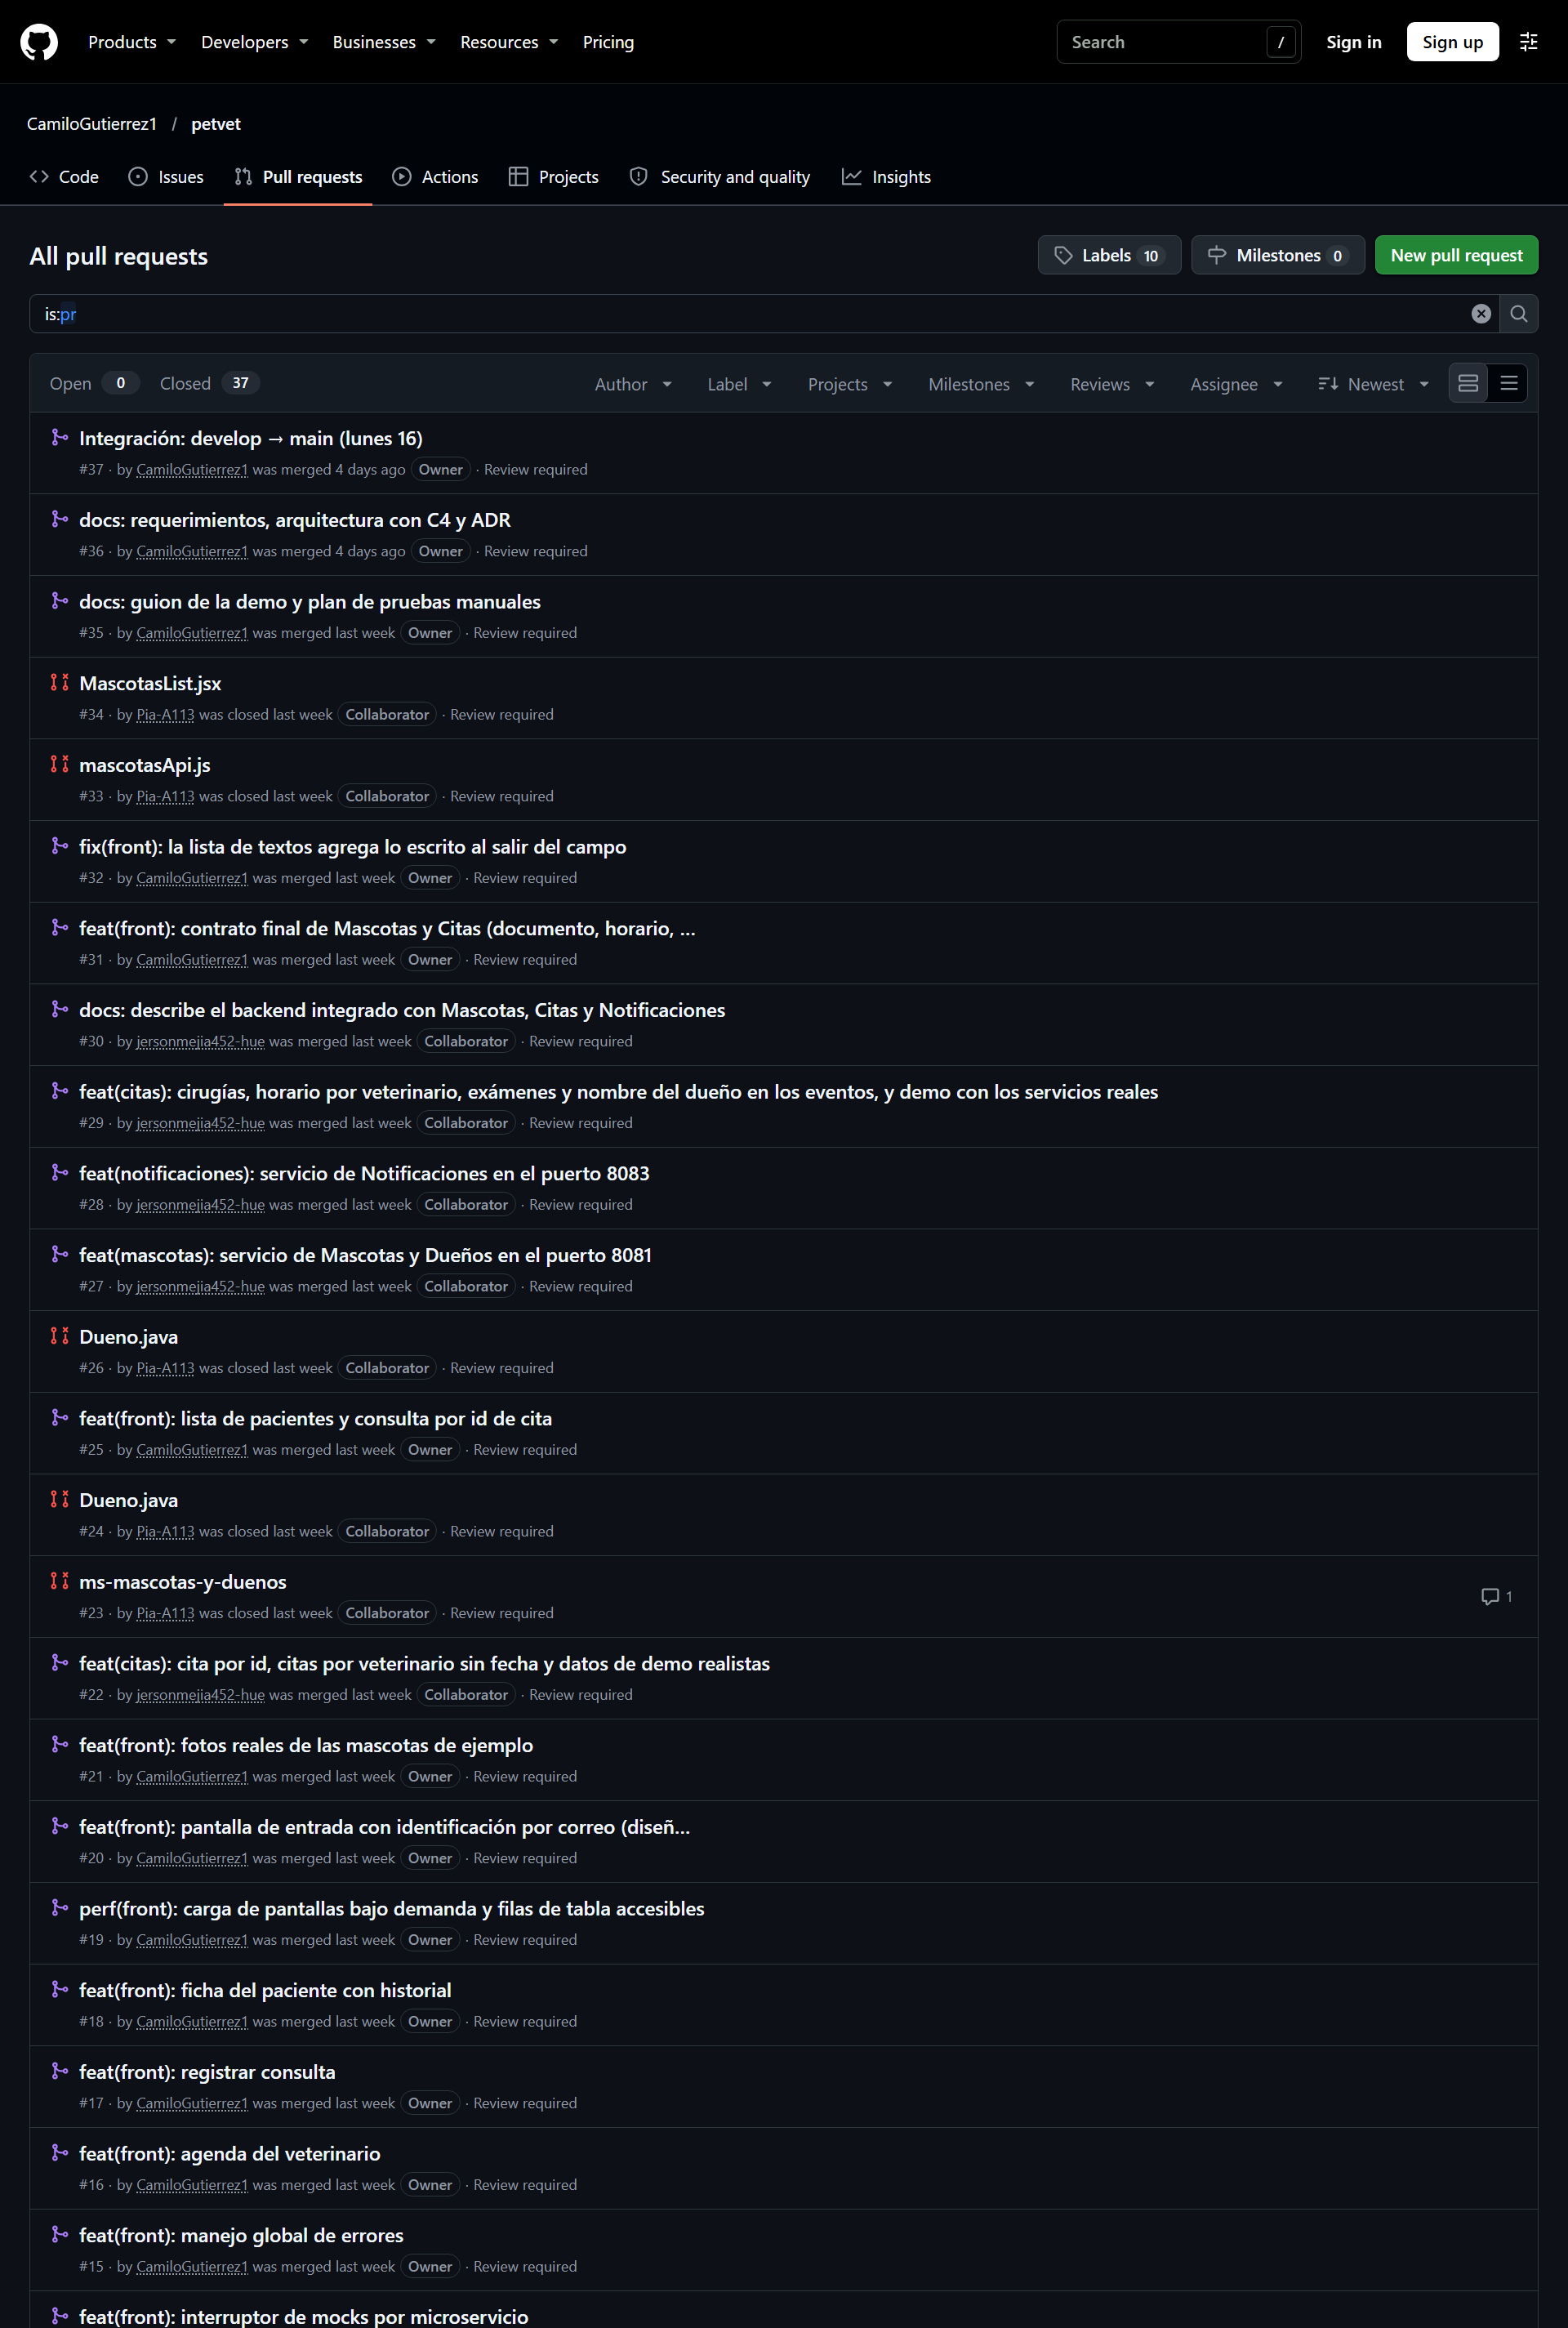 Products Developers Businesses Resources Pricing Search / Sign in Sign up
CamiloGutierrez1 / petvet
Code Issues Pull requests Actions Projects Security and quality Insights
All pull requests Labels 10 Milestones 0 New pull request
is:pr
Open 0 Closed 37 Author Label Projects Milestones Reviews Assignee Newest
Integración: develop → main (lunes 16)
#37 · by CamiloGutierrez1 was merged 4 days ago Owner · Review required
docs: requerimientos, arquitectura con C4 y ADR
#36 · by CamiloGutierrez1 was merged 4 days ago Owner · Review required
docs: guion de la demo y plan de pruebas manuales
#35 · by CamiloGutierrez1 was merged last week Owner · Review required
MascotasList.jsx
#34 · by Pia-A113 was closed last week Collaborator · Review required
mascotasApi.js
#33 · by Pia-A113 was closed last week Collaborator · Review required
fix(front): la lista de textos agrega lo escrito al salir del campo
#32 · by CamiloGutierrez1 was merged last week Owner · Review required
feat(front): contrato final de Mascotas y Citas (documento, horario, ...
#31 · by CamiloGutierrez1 was merged last week Owner · Review required
docs: describe el backend integrado con Mascotas, Citas y Notificaciones
#30 · by jersonmejia452-hue was merged last week Collaborator · Review required
feat(citas): cirugías, horario por veterinario, exámenes y nombre del dueño en los eventos, y demo con los servicios reales
#29 · by jersonmejia452-hue was merged last week Collaborator · Review required
feat(notificaciones): servicio de Notificaciones en el puerto 8083
#28 · by jersonmejia452-hue was merged last week Collaborator · Review required
feat(mascotas): servicio de Mascotas y Dueños en el puerto 8081
#27 · by jersonmejia452-hue was merged last week Collaborator · Review required
Dueno.java
#26 · by Pia-A113 was closed last week Collaborator · Review required
feat(front): lista de pacientes y consulta por id de cita
#25 · by CamiloGutierrez1 was merged last week Owner · Review required
Dueno.java
#24 · by Pia-A113 was closed last week Collaborator · Review required
ms-mascotas-y-duenos
#23 · by Pia-A113 was closed last week Collaborator · Review required 1
feat(citas): cita por id, citas por veterinario sin fecha y datos de demo realistas
#22 · by jersonmejia452-hue was merged last week Collaborator · Review required
feat(front): fotos reales de las mascotas de ejemplo
#21 · by CamiloGutierrez1 was merged last week Owner · Review required
feat(front): pantalla de entrada con identificación por correo (diseñ...
#20 · by CamiloGutierrez1 was merged last week Owner · Review required
perf(front): carga de pantallas bajo demanda y filas de tabla accesibles
#19 · by CamiloGutierrez1 was merged last week Owner · Review required
feat(front): ficha del paciente con historial
#18 · by CamiloGutierrez1 was merged last week Owner · Review required
feat(front): registrar consulta
#17 · by CamiloGutierrez1 was merged last week Owner · Review required
feat(front): agenda del veterinario
#16 · by CamiloGutierrez1 was merged last week Owner · Review required
feat(front): manejo global de errores
#15 · by CamiloGutierrez1 was merged last week Owner · Review required
feat(front): interruptor de mocks por microservicio